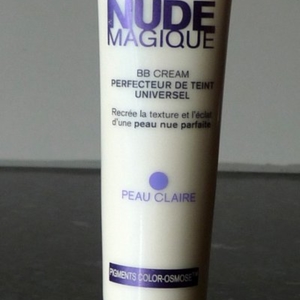 NUDE
MAGIQUE
BB CREAM
PERFECTEUR DE TEINT
UNIVERSEL
Recrée la texture et l'éclat
d'une peau nue parfaite
PEAU CLAIRE
PIGMENTS COLOR-OSMOSE™